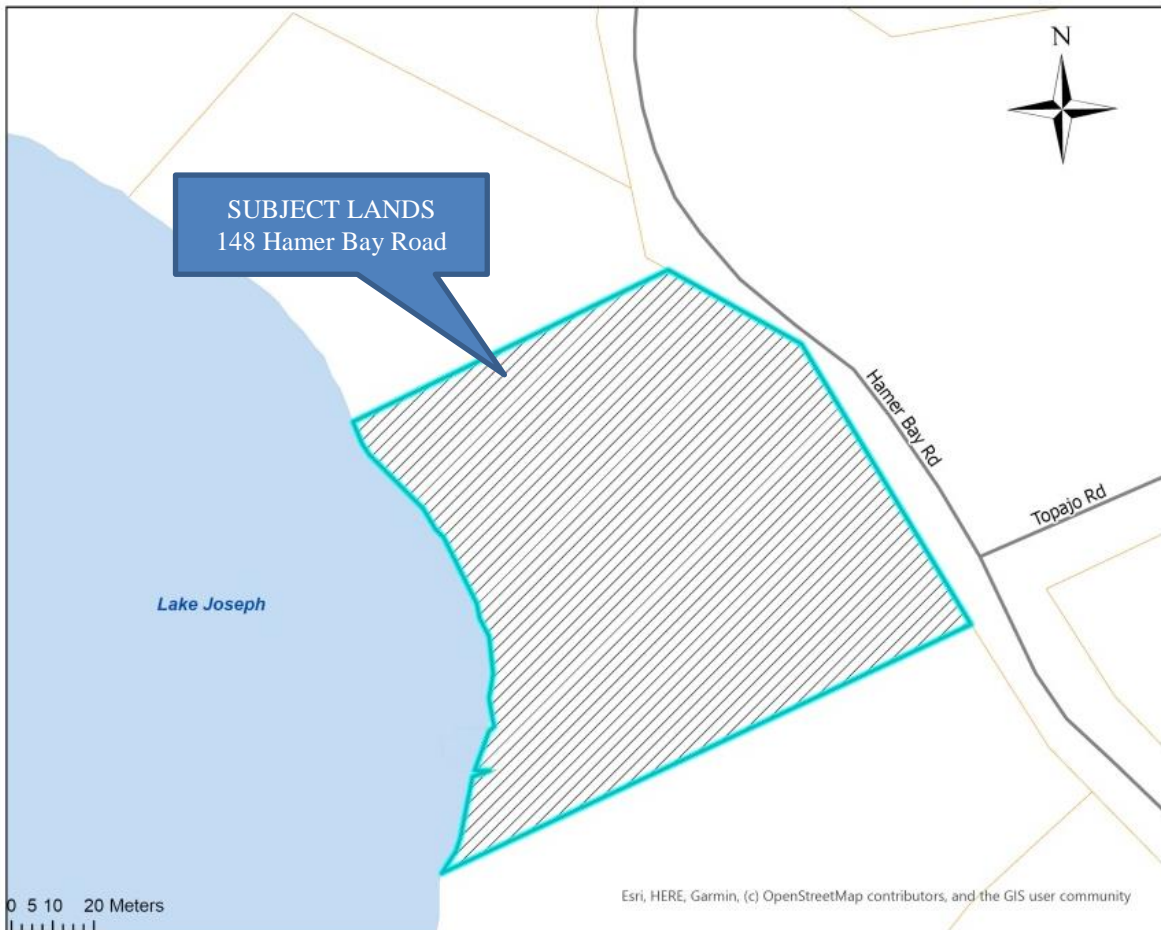 N
SUBJECT LANDS
148 Hamer Bay Road
Hamer Bay Rd
Topajo Rd
Lake Joseph
0 5 10 20 Meters
Esri, HERE, Garmin, (c) OpenStreetMap contributors, and the GIS user community